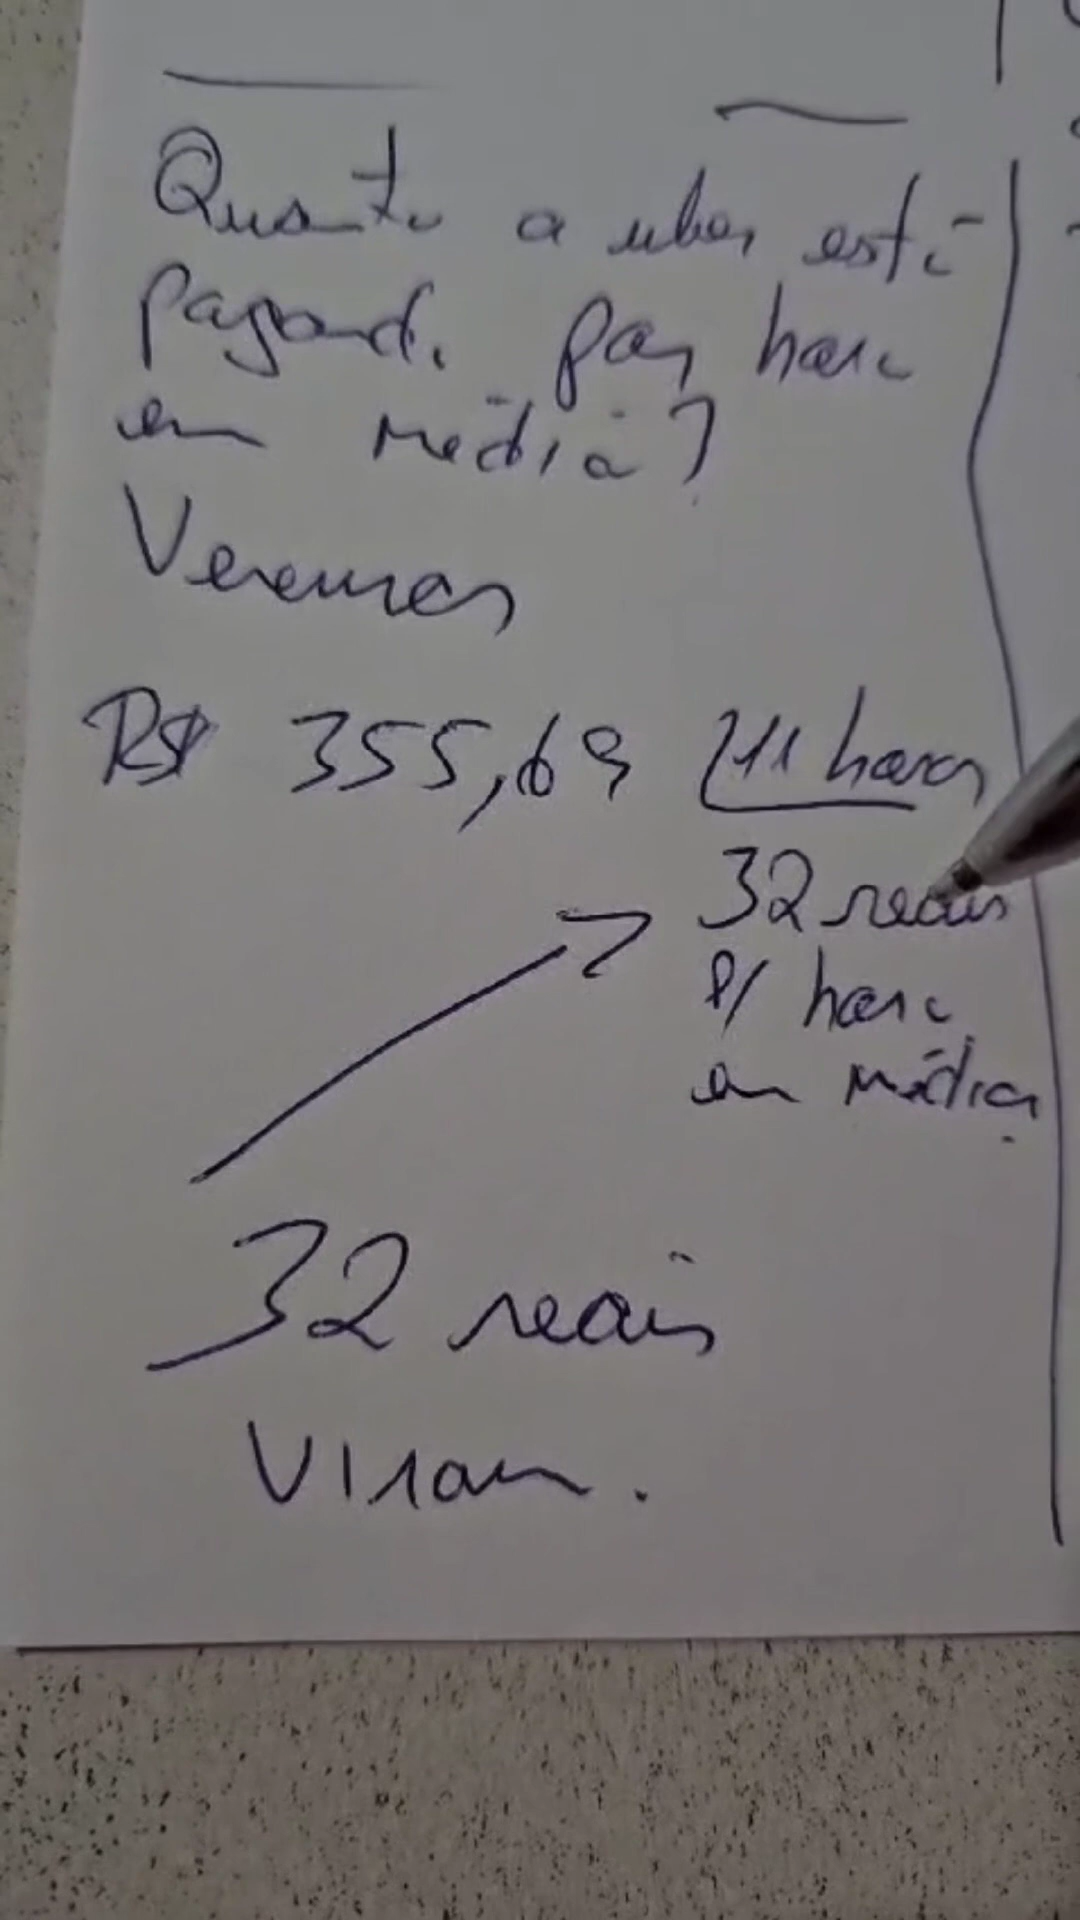 Quanto a uber está
pagando por hora
em média?
Veremos
R$ 355,69 11 horas
32 reais
p/ hora
em média
32 reais
Viram.